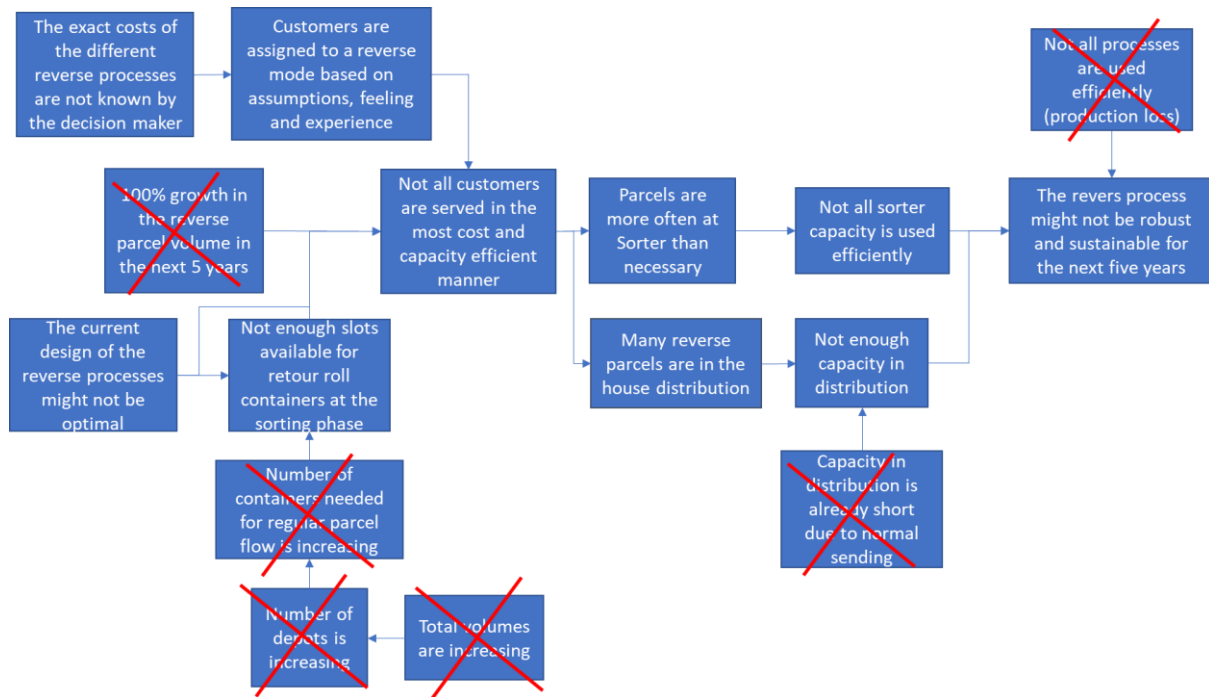 The exact costs of
the different
reverse processes
are not known by
the decision maker
Customers are
assigned to a reverse
mode based on
assumptions, feeling
and experience
Not all processes
are used
efficiently
(production loss)
100% growth in
the reverse
parcel volume in
the next 5 years
Not all customers
are served in the
most cost and
capacity efficient
manner
Parcels are
more often at
Sorter than
necessary
Not all sorter
capacity is used
efficiently
The revers process
might not be robust
and sustainable for
the next five years
The current
design of the
reverse processes
might not be
optimal
Not enough slots
available for
retour roll
containers at the
sorting phase
Many reverse
parcels are in the
house distribution
Not enough
capacity in
distribution
Number of
containers needed
for regular parcel
flow is increasing
Capacity in
distribution is
already short due
to normal
sending
Number of
depots is
increasing
Total volumes
are increasing